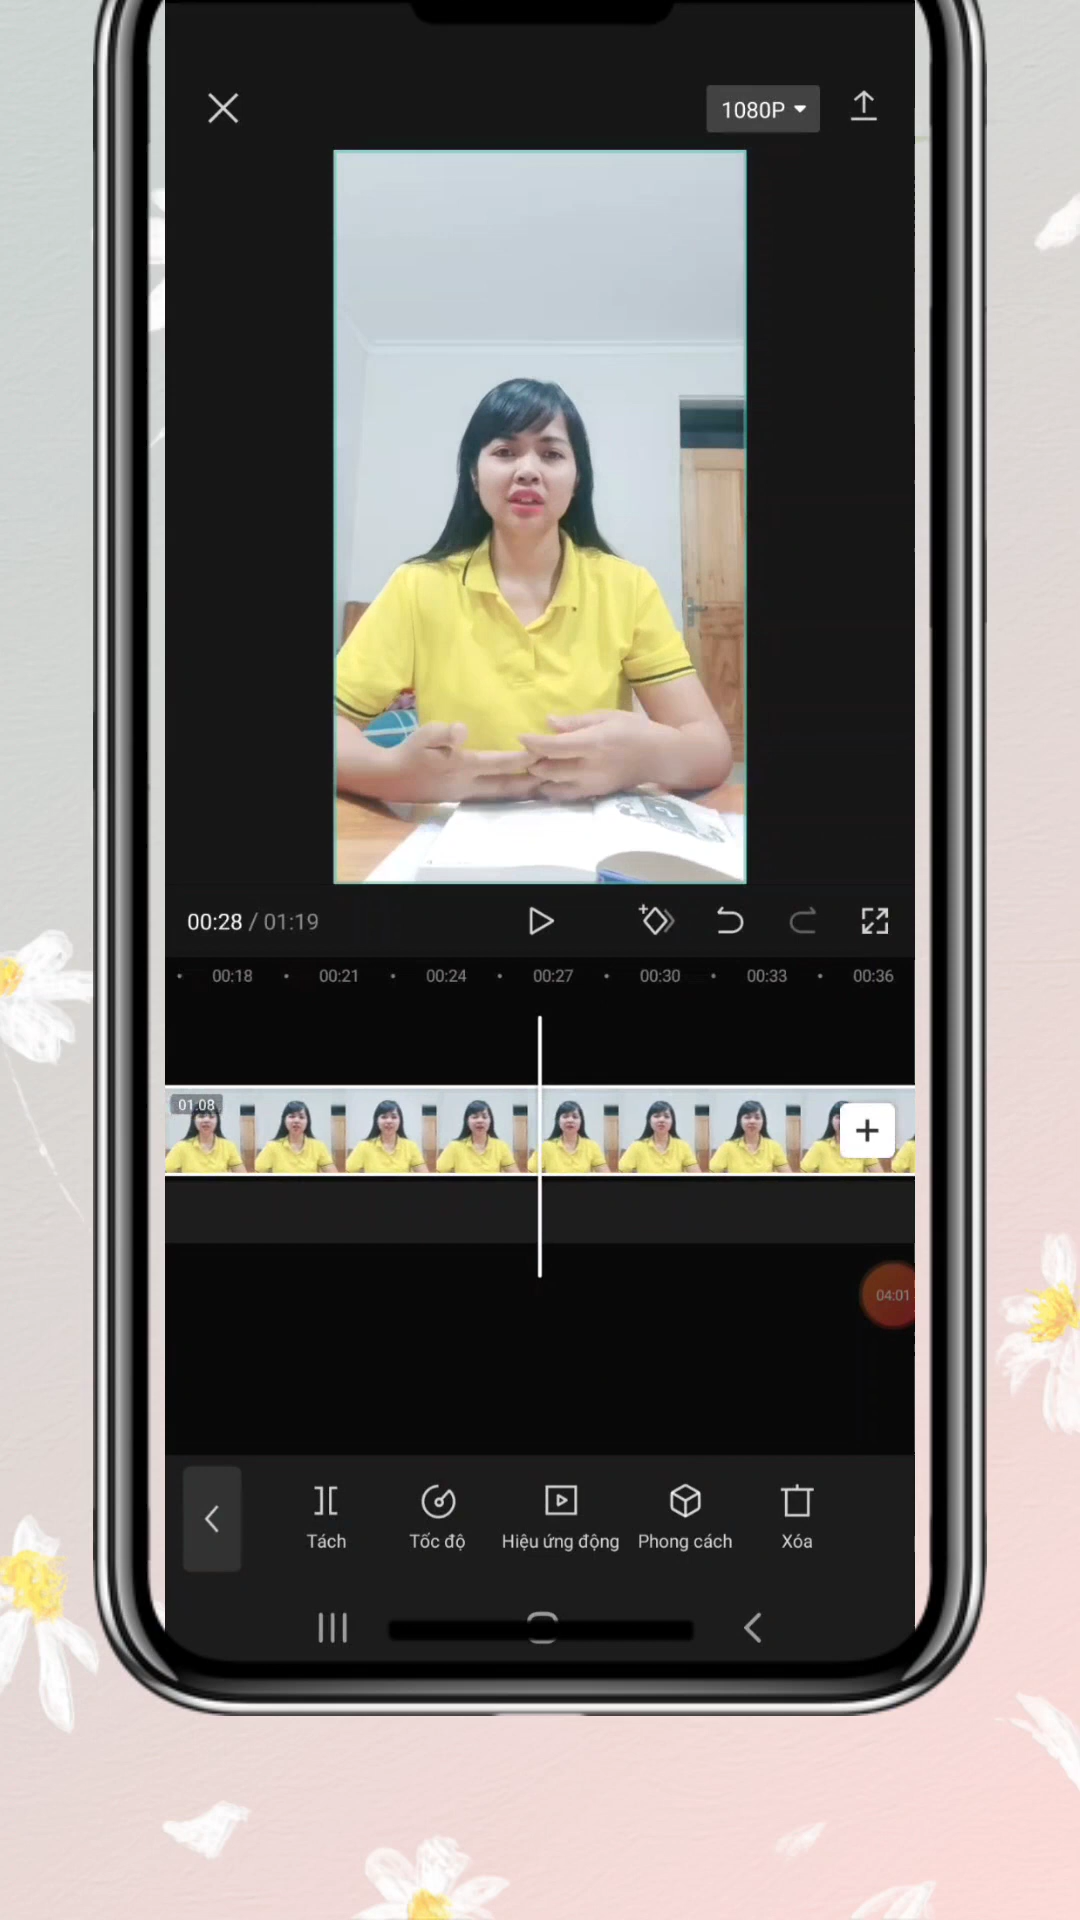 1080P
00:28 / 01:19
00:18 00:21 00:24 00:27 00:30 00:33 00:36
01:08
04:01
Tách Tốc độ Hiệu ứng động Phong cách Xóa